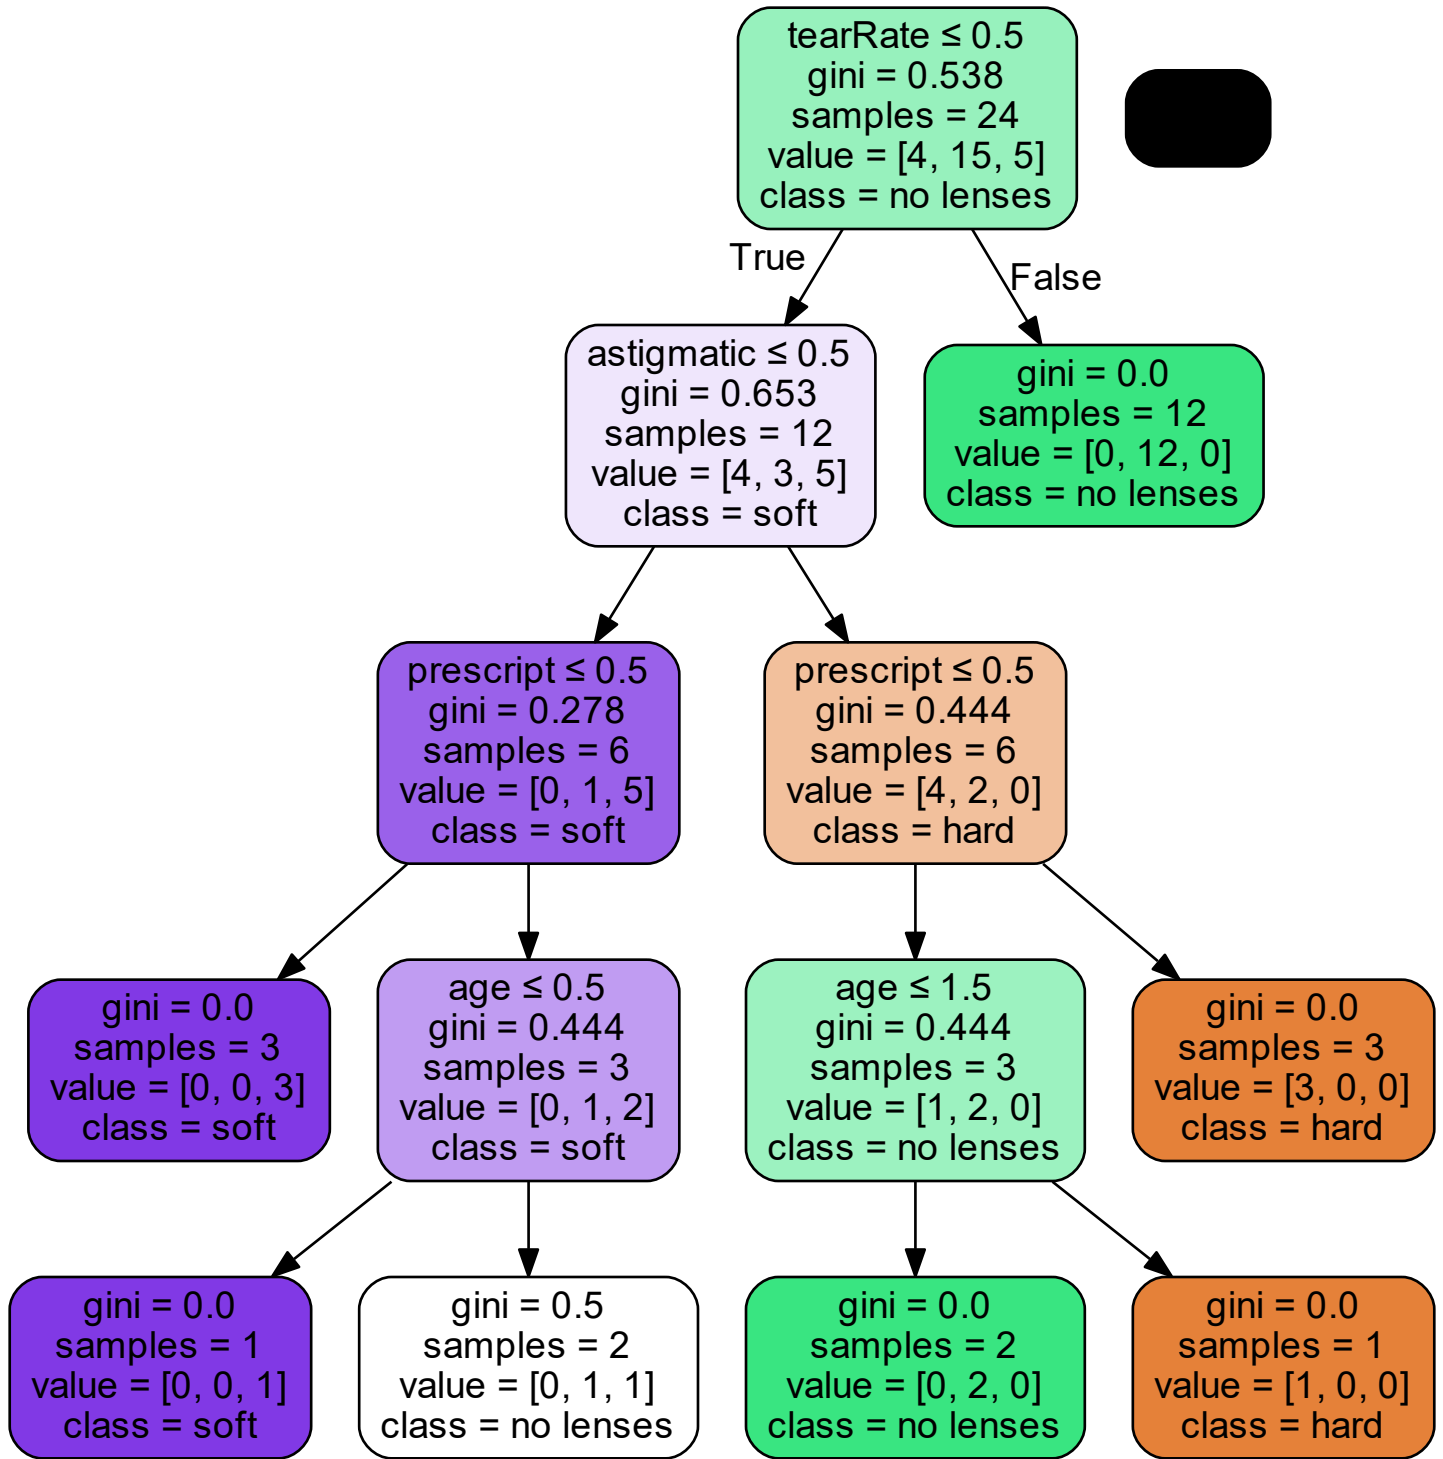 tearRate ≤ 0.5
gini = 0.538
samples = 24
value = [4, 15, 5]
class = no lenses
True
False
astigmatic ≤ 0.5
gini = 0.653
samples = 12
value = [4, 3, 5]
class = soft
gini = 0.0
samples = 12
value = [0, 12, 0]
class = no lenses
prescript ≤ 0.5
gini = 0.278
samples = 6
value = [0, 1, 5]
class = soft
prescript ≤ 0.5
gini = 0.444
samples = 6
value = [4, 2, 0]
class = hard
gini = 0.0
samples = 3
value = [0, 0, 3]
class = soft
age ≤ 0.5
gini = 0.444
samples = 3
value = [0, 1, 2]
class = soft
age ≤ 1.5
gini = 0.444
samples = 3
value = [1, 2, 0]
class = no lenses
gini = 0.0
samples = 3
value = [3, 0, 0]
class = hard
gini = 0.0
samples = 1
value = [0, 0, 1]
class = soft
gini = 0.5
samples = 2
value = [0, 1, 1]
class = no lenses
gini = 0.0
samples = 2
value = [0, 2, 0]
class = no lenses
gini = 0.0
samples = 1
value = [1, 0, 0]
class = hard